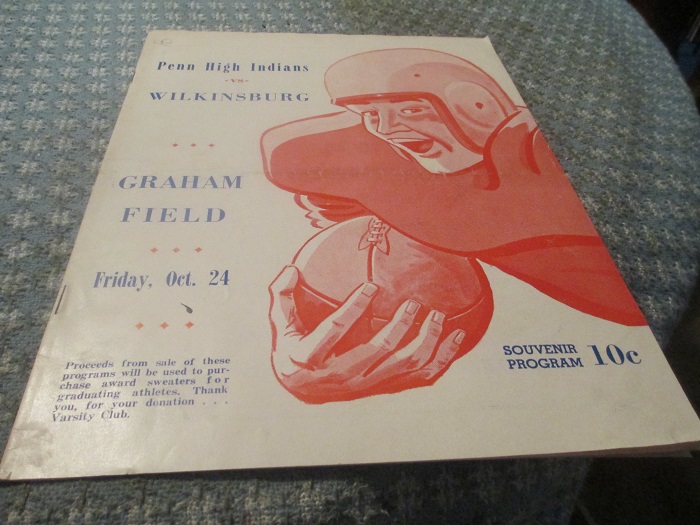 Penn High Indians
-vs-
WILKINSBURG
GRAHAM
FIELD
Friday, Oct. 24
Proceeds from sale of these
programs will be used to pur-
chase award sweaters for
graduating athletes. Thank
you, for your donation . . .
Varsity Club.
SOUVENIR
PROGRAM 10c